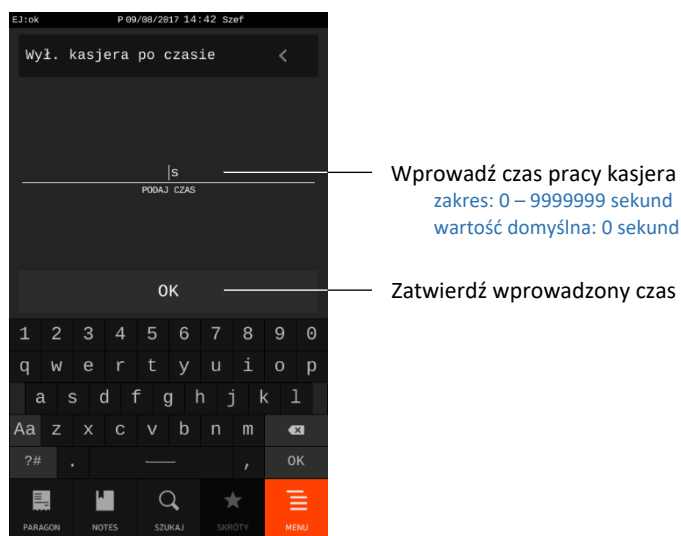 EJ:ok P 09/08/2017 14:42 Szef
Wył. kasjera po czasie <
s
PODAJ CZAS
Wprowadź czas pracy kasjera
zakres: 0 – 9999999 sekund
wartość domyślna: 0 sekund
OK
Zatwierdź wprowadzony czas
1 2 3 4 5 6 7 8 9 0
q w e r t y u i o p
a s d f g h j k l
Aa z x c v b n m
?# . , OK
PARAGON NOTES SZUKAJ SKRÓTY MENU